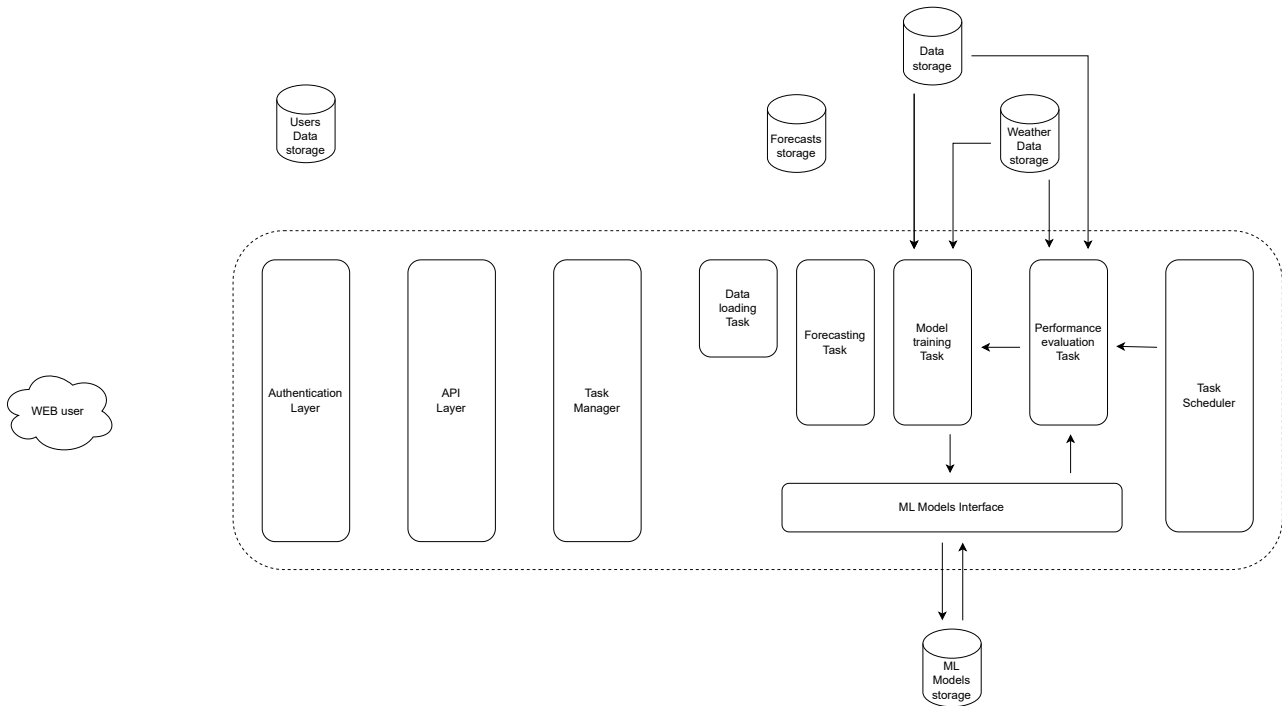 Data
storage
Users
Data
storage
Forecasts
storage
Weather
Data
storage
Data
loading
Task
Forecasting
Task
Model
training
Task
Performance
evaluation
Task
Task
Scheduler
WEB user
Authentication
Layer
API
Layer
Task
Manager
ML Models Interface
ML
Models
storage